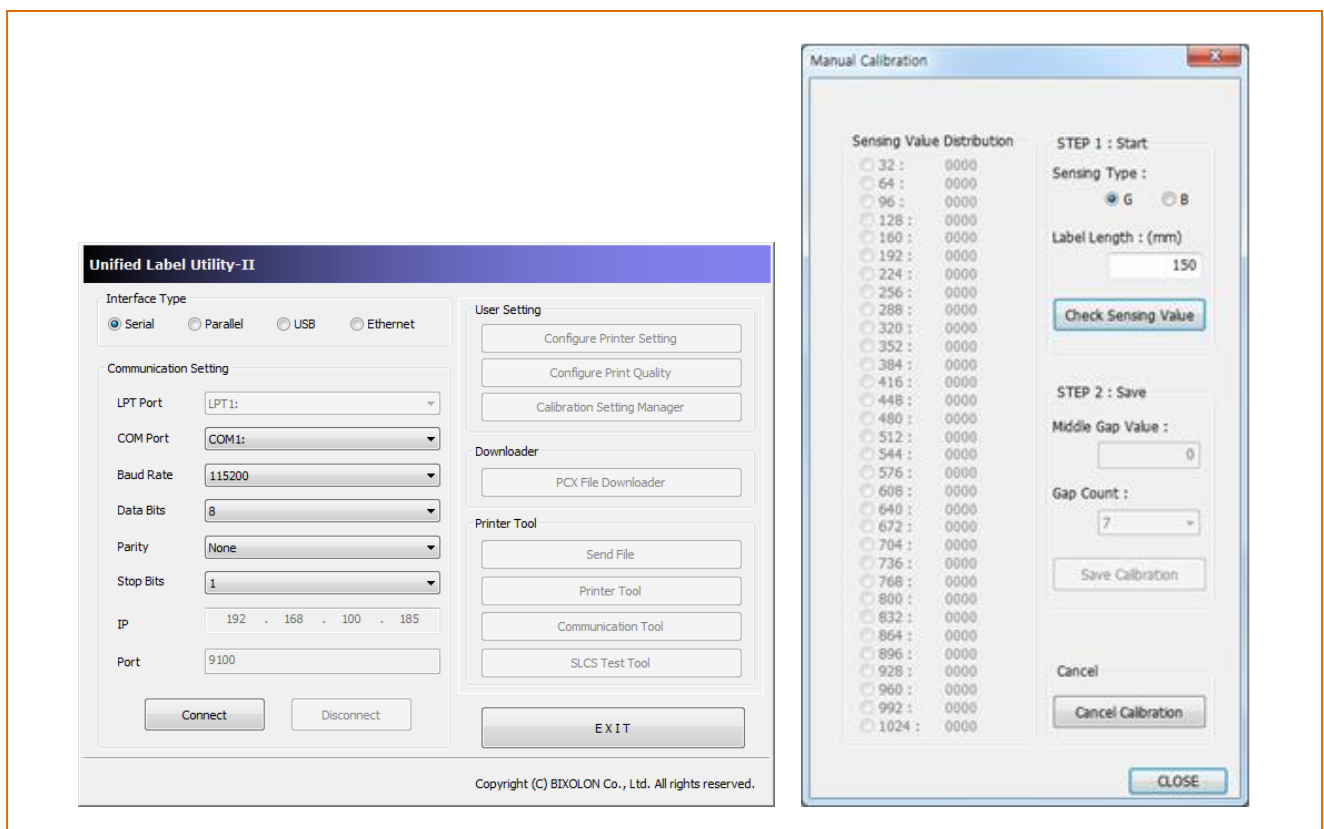 Unified Label Utility-II
Interface Type
Serial Parallel USB Ethernet
Communication Setting
LPT Port LPT1:
COM Port COM1:
Baud Rate 115200
Data Bits 8
Parity None
Stop Bits 1
IP 192 . 168 . 100 . 185
Port 9100
Connect Disconnect
User Setting
Configure Printer Setting
Configure Print Quality
Calibration Setting Manager
Downloader
PCX File Downloader
Printer Tool
Send File
Printer Tool
Communication Tool
SLCS Test Tool
EXIT
Copyright (C) BIXOLON Co., Ltd. All rights reserved.
Manual Calibration
Sensing Value Distribution
32 : 0000
64 : 0000
96 : 0000
128 : 0000
160 : 0000
192 : 0000
224 : 0000
256 : 0000
288 : 0000
320 : 0000
352 : 0000
384 : 0000
416 : 0000
448 : 0000
480 : 0000
512 : 0000
544 : 0000
576 : 0000
608 : 0000
640 : 0000
672 : 0000
704 : 0000
736 : 0000
768 : 0000
800 : 0000
832 : 0000
864 : 0000
896 : 0000
928 : 0000
960 : 0000
992 : 0000
1024 : 0000
STEP 1 : Start
Sensing Type :
G B
Label Length : (mm)
150
Check Sensing Value
STEP 2 : Save
Middle Gap Value :
0
Gap Count :
7
Save Calibration
Cancel
Cancel Calibration
CLOSE